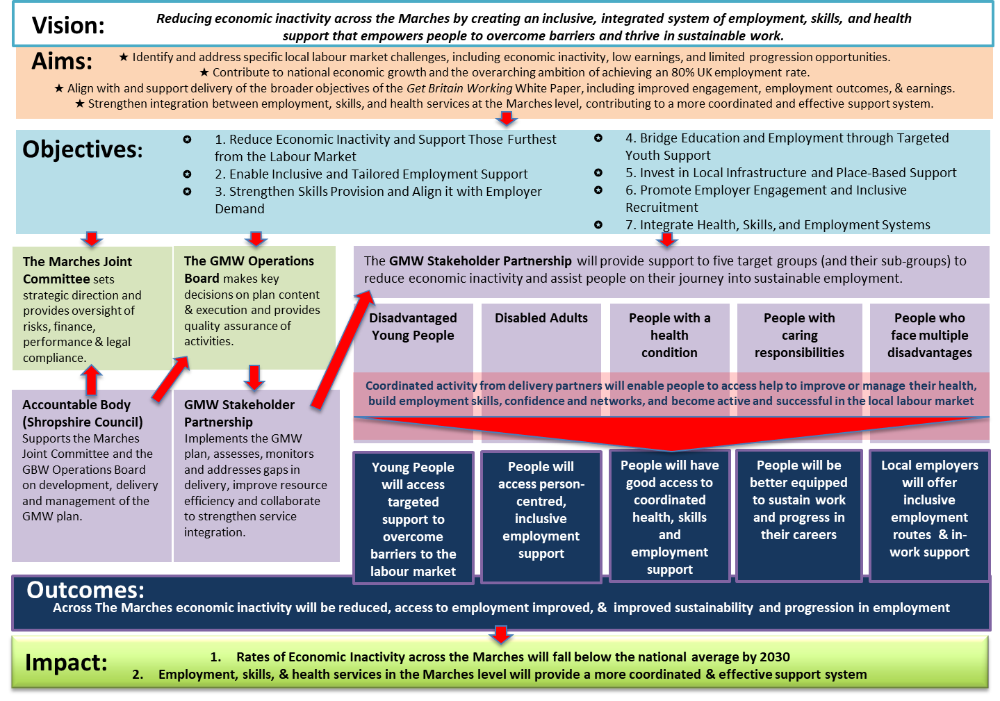 Vision:
Reducing economic inactivity across the Marches by creating an inclusive, integrated system of employment, skills, and health
support that empowers people to overcome barriers and thrive in sustainable work.
Aims:
★ Identify and address specific local labour market challenges, including economic inactivity, low earnings, and limited progression opportunities.
★ Contribute to national economic growth and the overarching ambition of achieving an 80% UK employment rate.
★ Align with and support delivery of the broader objectives of the Get Britain Working White Paper, including improved engagement, employment outcomes, & earnings.
★ Strengthen integration between employment, skills, and health services at the Marches level, contributing to a more coordinated and effective support system.
Objectives:
✪ 1. Reduce Economic Inactivity and Support Those Furthest
from the Labour Market
✪ 2. Enable Inclusive and Tailored Employment Support
✪ 3. Strengthen Skills Provision and Align it with Employer
Demand
✪ 4. Bridge Education and Employment through Targeted
Youth Support
✪ 5. Invest in Local Infrastructure and Place-Based Support
✪ 6. Promote Employer Engagement and Inclusive
Recruitment
✪ 7. Integrate Health, Skills, and Employment Systems
The Marches Joint
Committee sets
strategic direction and
provides oversight of
risks, finance,
performance & legal
compliance.
The GMW Operations
Board makes key
decisions on plan content
& execution and provides
quality assurance of
activities.
Accountable Body
(Shropshire Council)
Supports the Marches
Joint Committee and the
GBW Operations Board
on development, delivery
and management of the
GMW plan.
GMW Stakeholder
Partnership
Implements the GMW
plan, assesses, monitors
and addresses gaps in
delivery, improve resource
efficiency and collaborate
to strengthen service
integration.
The GMW Stakeholder Partnership will provide support to five target groups (and their sub-groups) to
reduce economic inactivity and assist people on their journey into sustainable employment.
Disadvantaged
Young People
Disabled Adults
People with a
health
condition
People with
caring
responsibilities
People who
face multiple
disadvantages
Coordinated activity from delivery partners will enable people to access help to improve or manage their health,
build employment skills, confidence and networks, and become active and successful in the local labour market
Young People
will access
targeted
support to
overcome
barriers to the
labour market
People will
access person-
centred,
inclusive
employment
support
People will have
good access to
coordinated
health, skills
and
employment
support
People will be
better equipped
to sustain work
and progress in
their careers
Local employers
will offer
inclusive
employment
routes & in-
work support
Outcomes:
Across The Marches economic inactivity will be reduced, access to employment improved, & improved sustainability and progression in employment
Impact:
1. Rates of Economic Inactivity across the Marches will fall below the national average by 2030
2. Employment, skills, & health services in the Marches level will provide a more coordinated & effective support system